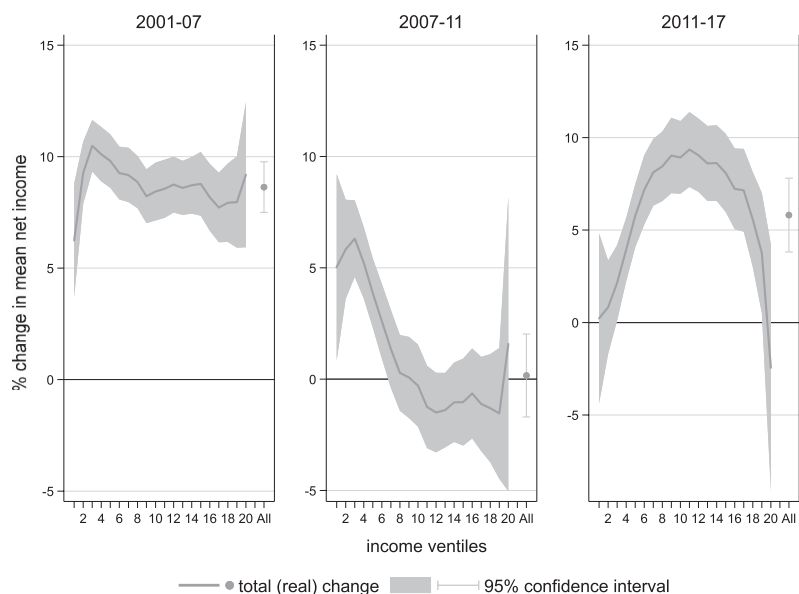 2001-07 2007-11 2011-17
15 15 15
10 10 10
5 5 5
0 0 0
-5 -5 -5
% change in mean net income
2 4 6 8 10 12 14 16 18 20 All 2 4 6 8 10 12 14 16 18 20 All 2 4 6 8 10 12 14 16 18 20 All
income ventiles
total (real) change 95% confidence interval